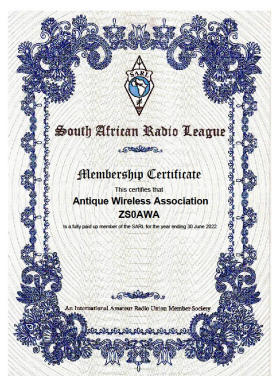 SARL
South African Radio League
Membership Certificate
This certifies that
Antique Wireless Association
ZS0AWA
is a fully paid up member of the SARL for the year ending 30 June 2022
An International Amateur Radio Union Member Society